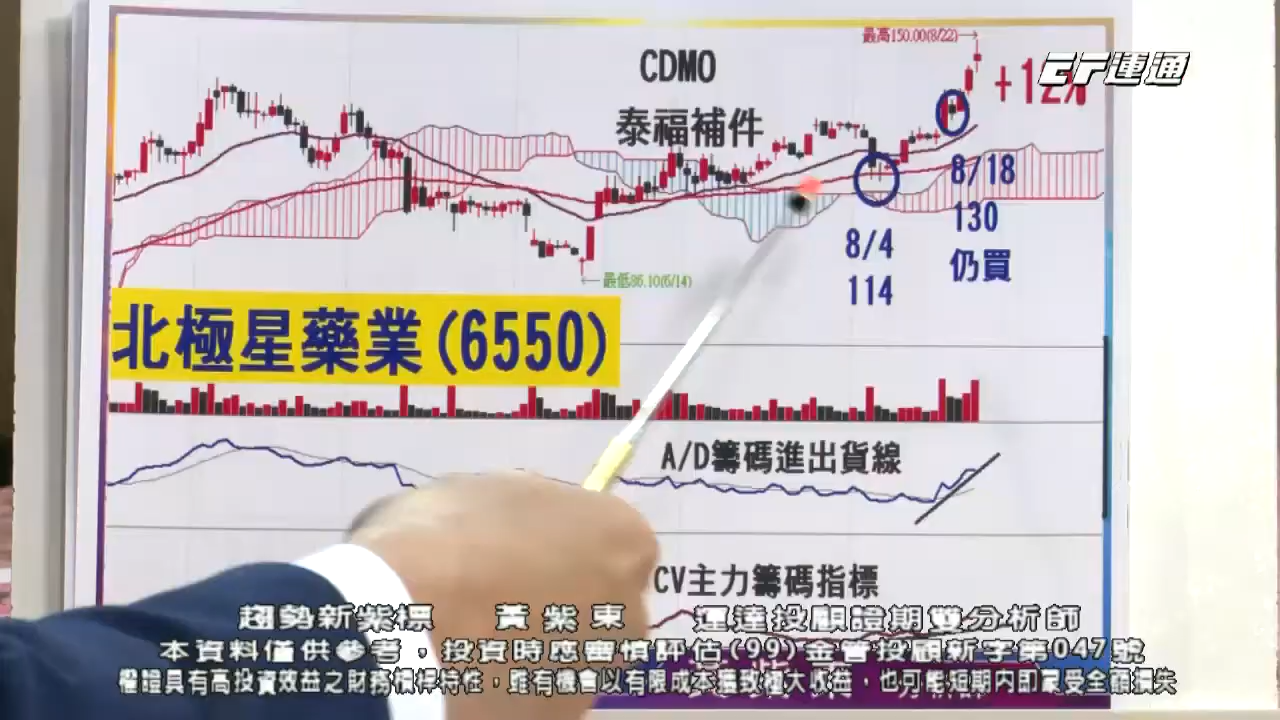 最高150.00(8/22)
CT運通
CDMO
+12%
泰福補件
8/18
130
仍買
8/4
114
最低85.10(6/14)
北極星藥業(6550)
A/D籌碼進出貨線
CV主力籌碼指標
趨勢新紫標 黃紫東 運達投顧證期雙分析師
本資料僅供參考，投資時應審慎評估(99)金管投顧新字第047號
權證具有高投資效益之財務槓桿特性，雖有機會以有限成本獲致極大收益，也可能短期內即蒙受全額損失